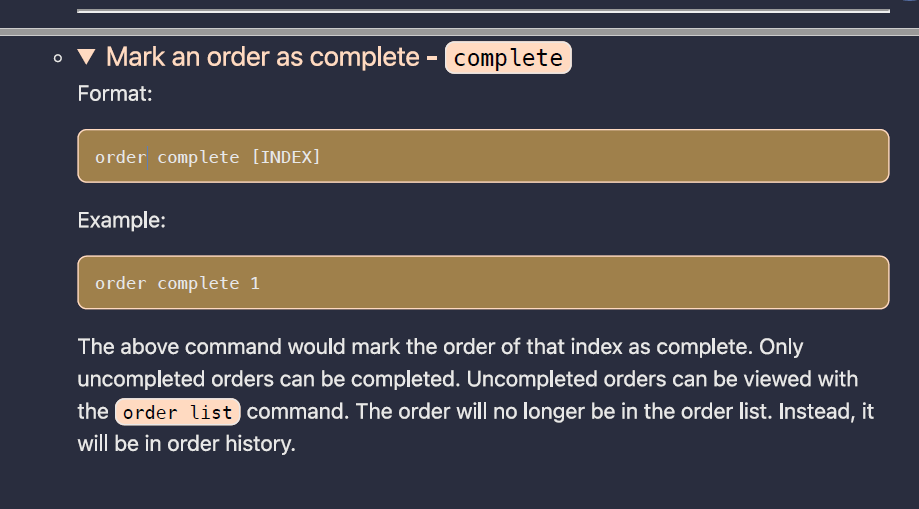 Mark an order as complete - complete
Format:
order complete [INDEX]
Example:
order complete 1
The above command would mark the order of that index as complete. Only
uncompleted orders can be completed. Uncompleted orders can be viewed with
the order list command. The order will no longer be in the order list. Instead, it
will be in order history.